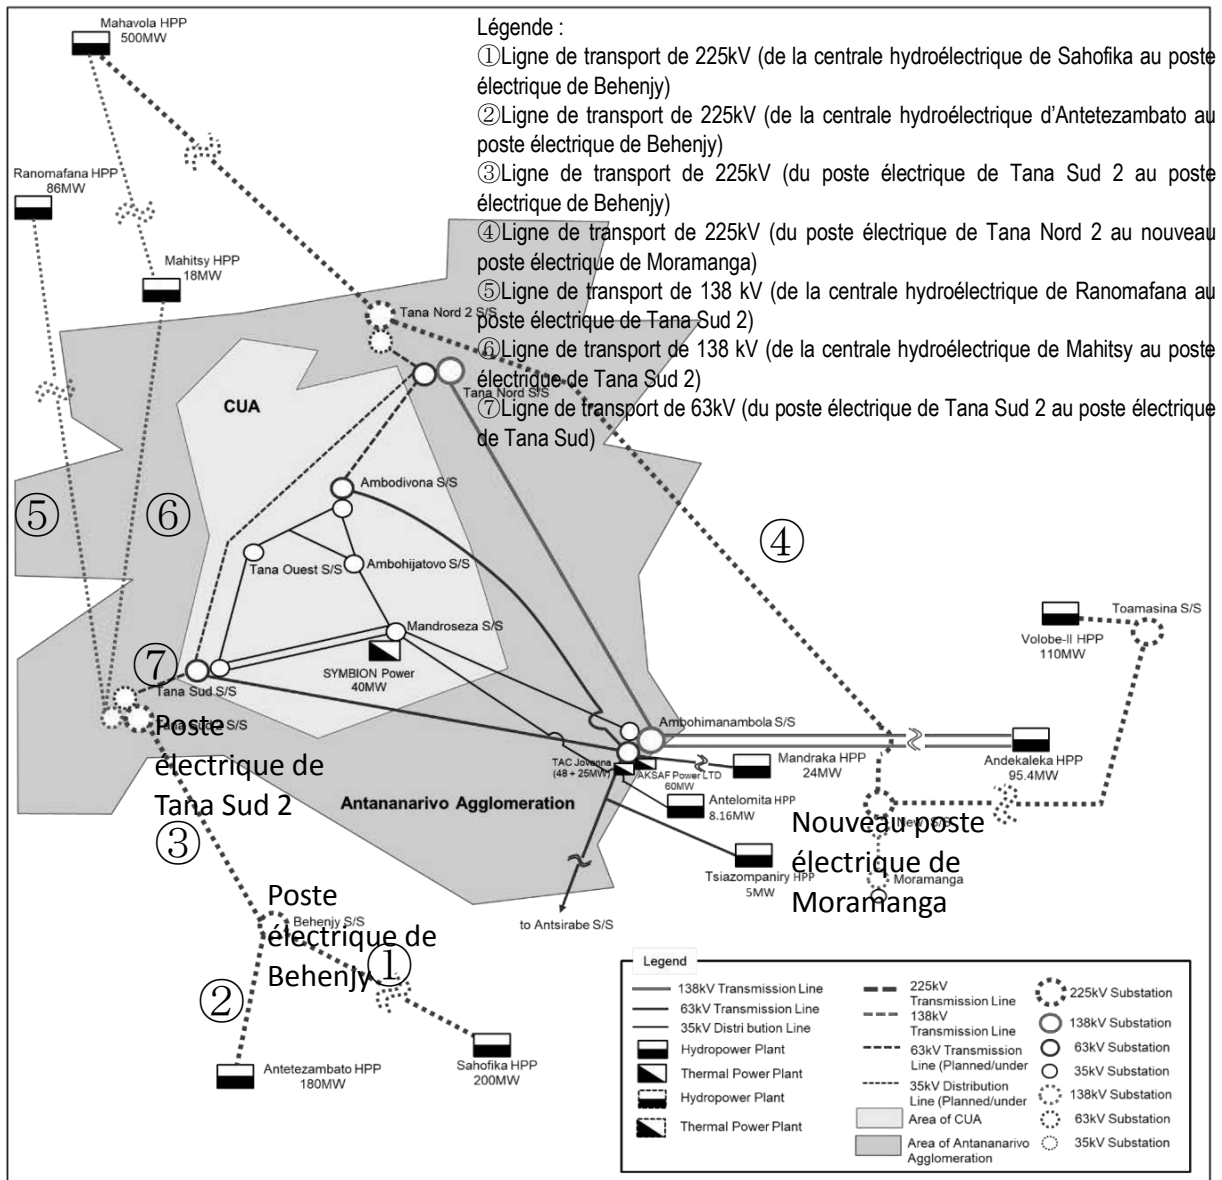 Mahavola HPP
500MW
Légende :
①Ligne de transport de 225kV (de la centrale hydroélectrique de Sahofika au poste
électrique de Behenjy)
②Ligne de transport de 225kV (de la centrale hydroélectrique d'Antetezambato au
poste électrique de Behenjy)
③Ligne de transport de 225kV (du poste électrique de Tana Sud 2 au poste
électrique de Behenjy)
④Ligne de transport de 225kV (du poste électrique de Tana Nord 2 au nouveau
poste électrique de Moramanga)
⑤Ligne de transport de 138 kV (de la centrale hydroélectrique de Ranomafana au
poste électrique de Tana Sud 2)
⑥Ligne de transport de 138 kV (de la centrale hydroélectrique de Mahitsy au poste
électrique de Tana Sud 2)
⑦Ligne de transport de 63kV (du poste électrique de Tana Sud 2 au poste électrique
de Tana Sud)
Ranomafana HPP
86MW
Mahitsy HPP
18MW
Tana Nord 2 S/S
Tana Nord S/S
CUA
Ambodivona S/S
⑤
⑥
④
Tana Ouest S/S
Ambohijatovo S/S
Mandroseza S/S
SYMBION Power
40MW
Toamasina S/S
Volobe-II HPP
110MW
⑦
Tana Sud S/S
Poste
électrique de
Tana Sud 2
Ambohimanambola S/S
TAC Jovenna
(48 + 25MW)
AKSAF Power LTD
60MW
Mandraka HPP
24MW
Andekaleka HPP
95.4MW
Antananarivo Agglomeration
Antelomita HPP
8.16MW
New S/S
Nouveau poste
électrique de
Moramanga
Moramanga
③
Tsiazompaniry HPP
5MW
Poste
électrique de
Behenjy
Behenjy S/S
to Antsirabe S/S
①
②
Antetezambato HPP
180MW
Sahofika HPP
200MW
Legend
138kV Transmission Line
63kV Transmission Line
35kV Distribution Line
Hydropower Plant
Thermal Power Plant
Hydropower Plant
Thermal Power Plant
225kV
Transmission Line
138kV
Transmission Line
63kV Transmission
Line (Planned/under
35kV Distribution
Line (Planned/under
Area of CUA
Area of Antananarivo
Agglomeration
225kV Substation
138kV Substation
63kV Substation
35kV Substation
138kV Substation
63kV Substation
35kV Substation